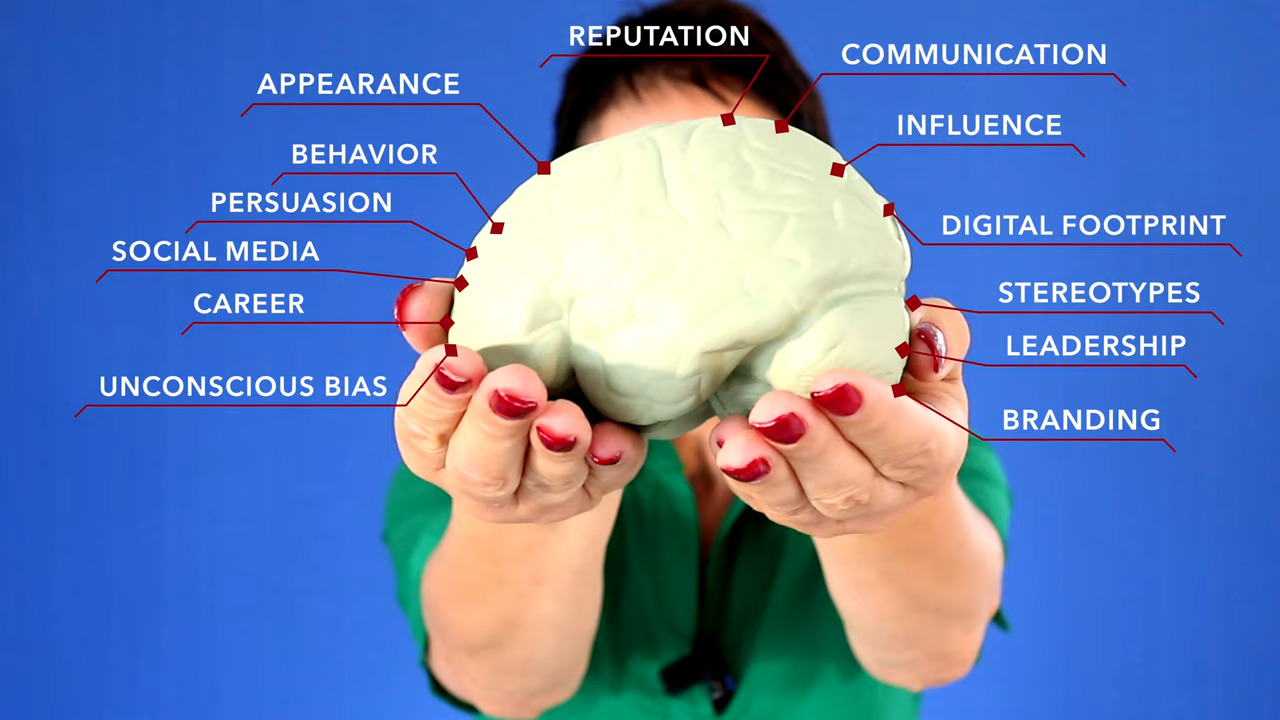 REPUTATION
COMMUNICATION
APPEARANCE
INFLUENCE
BEHAVIOR
PERSUASION
DIGITAL FOOTPRINT
SOCIAL MEDIA
STEREOTYPES
CAREER
LEADERSHIP
UNCONSCIOUS BIAS
BRANDING